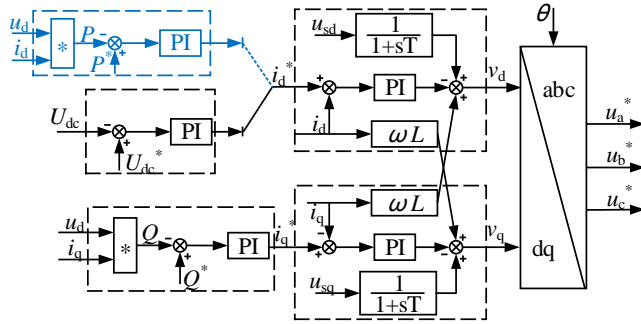 u_d
i_d
*
P
P^*
PI
U_dc
U_dc^*
PI
i_d^*
u_sd
1
1+sT
PI
i_d
ωL
v_d
u_d
i_q
*
Q
Q^*
PI
i_q^*
i_q
ωL
PI
u_sq
1
1+sT
v_q
θ
abc
dq
u_a^*
u_b^*
u_c^*